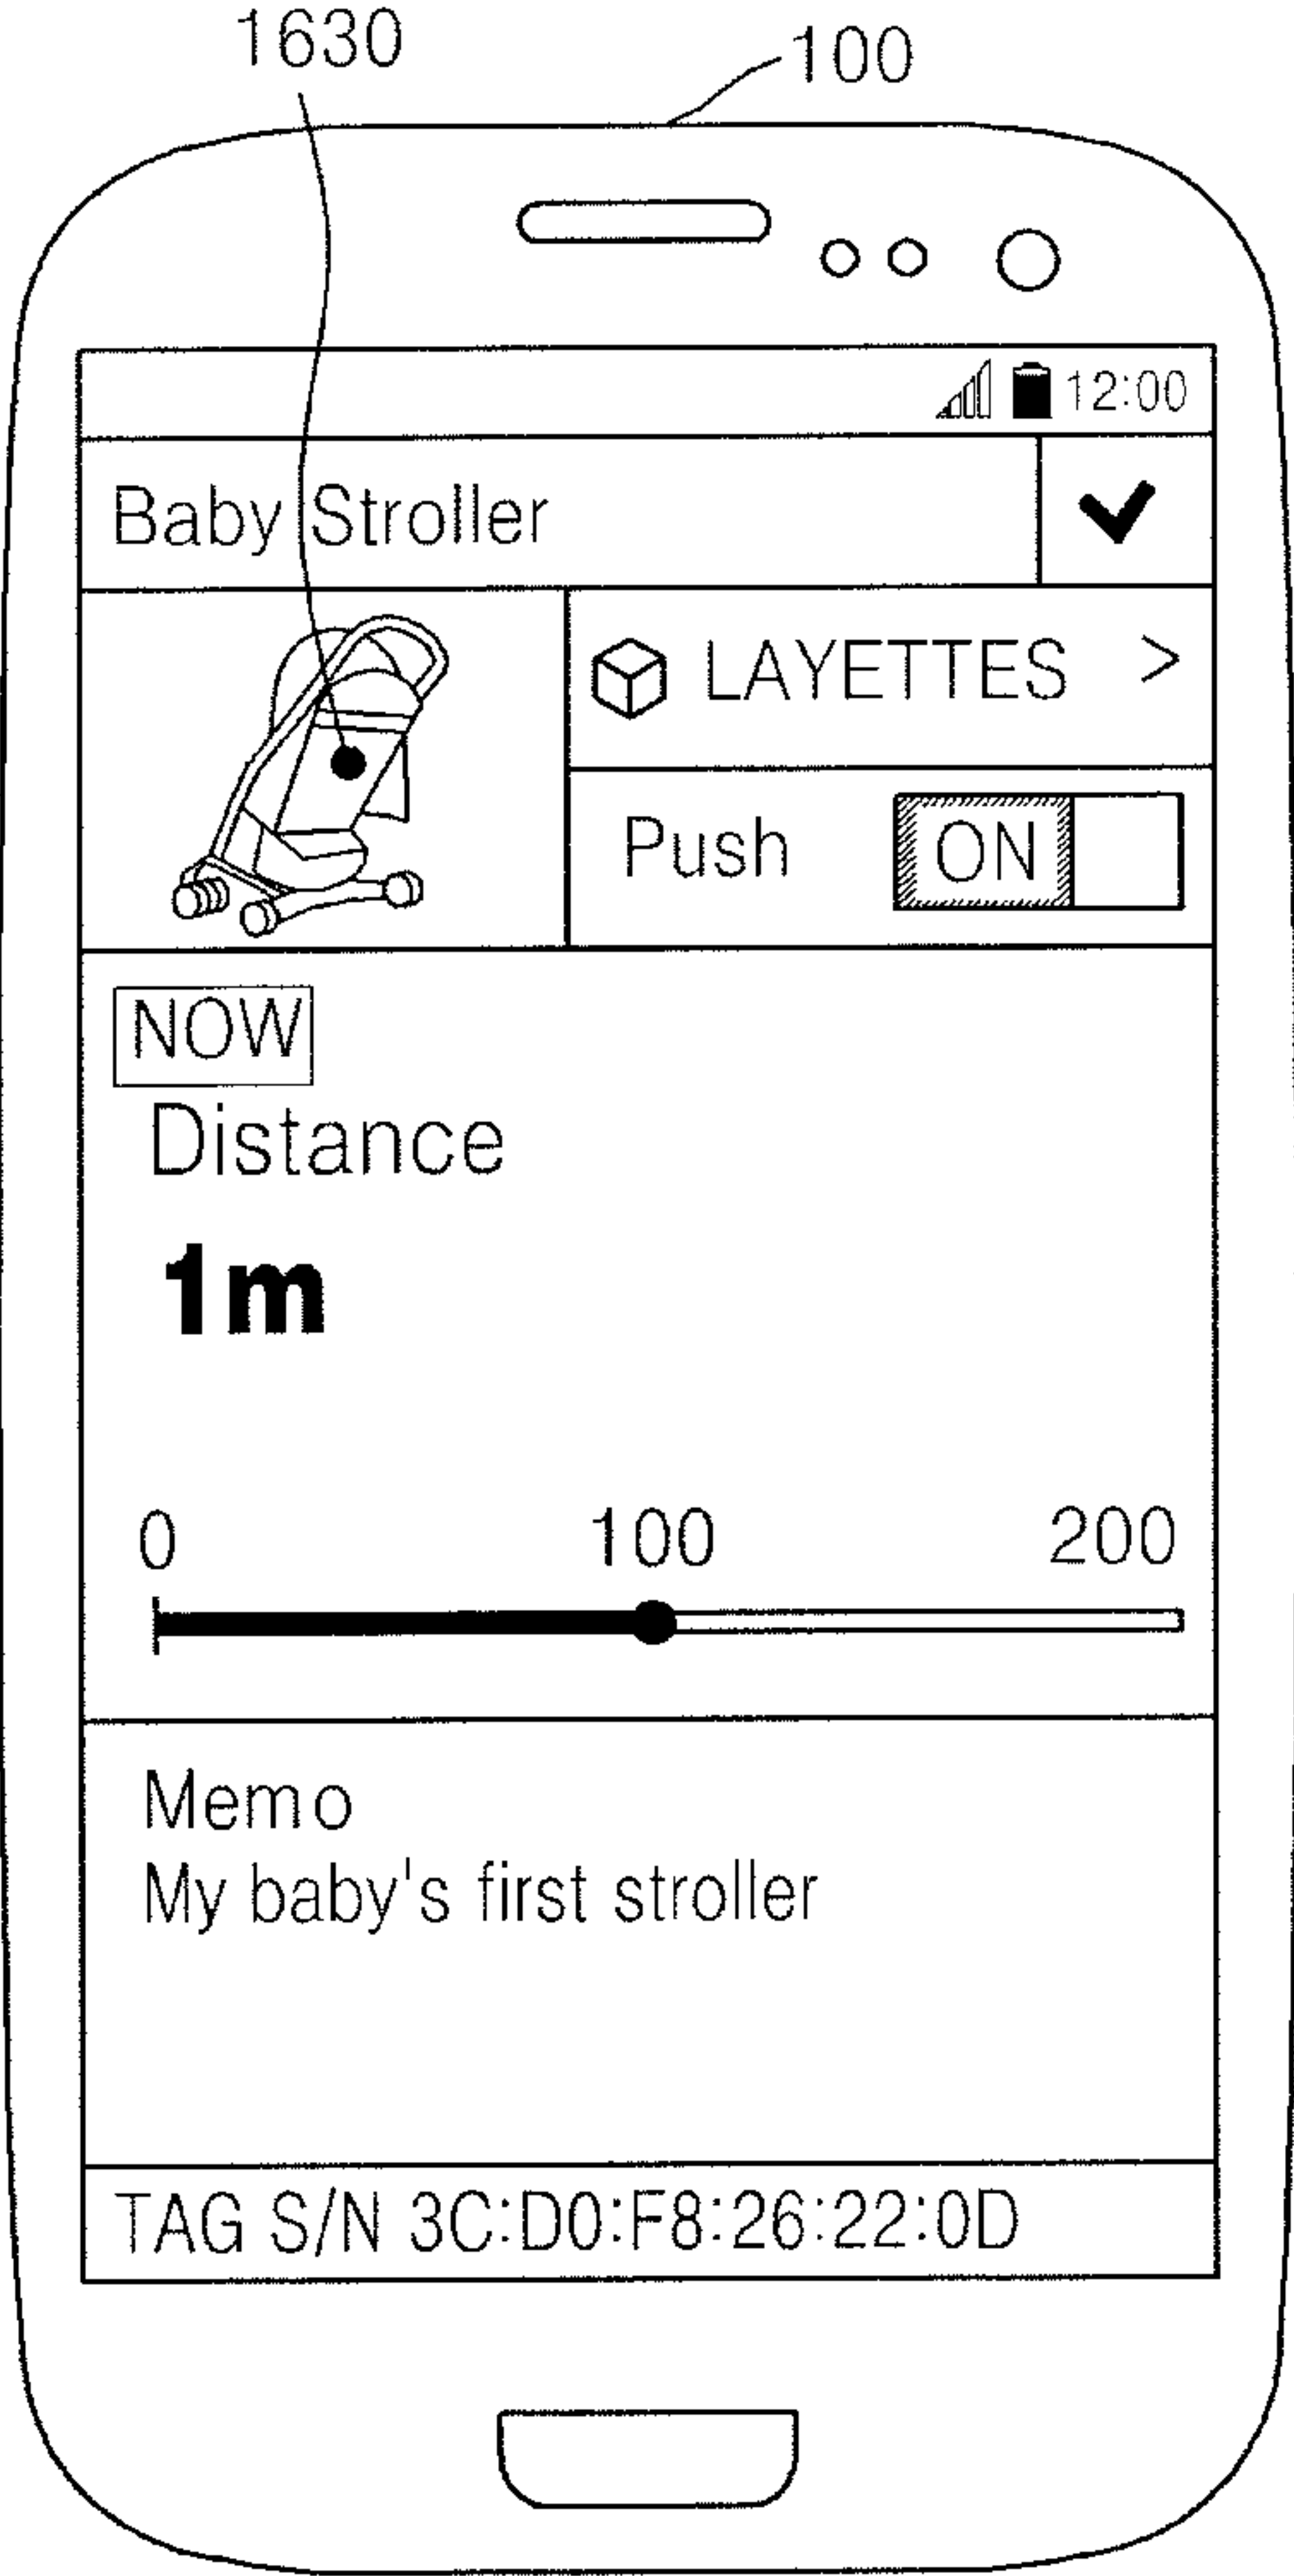 1630
100
12:00
Baby Stroller
LAYETTES >
Push ON
NOW
Distance
1m
0 100 200
Memo
My baby's first stroller
TAG S/N 3C:D0:F8:26:22:0D